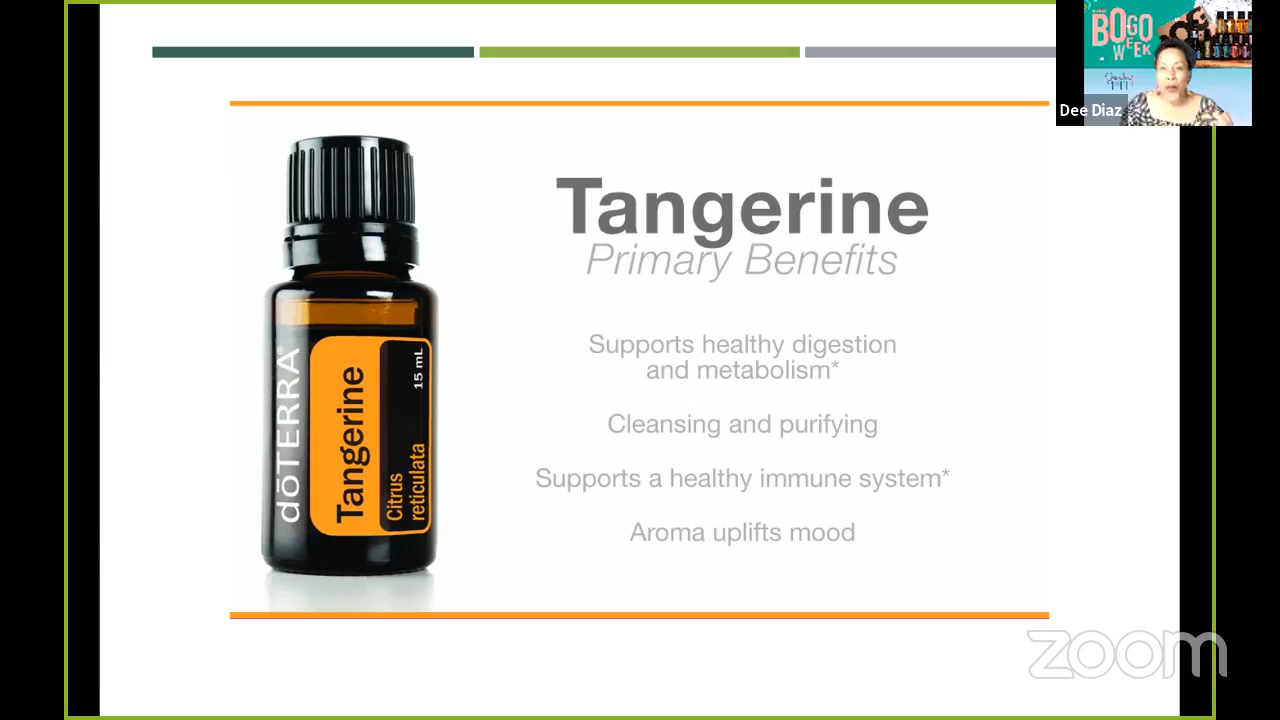 BOGO
WEEK
Dee Diaz
Tangerine
Primary Benefits
Supports healthy digestion
and metabolism*
Cleansing and purifying
Supports a healthy immune system*
Aroma uplifts mood
dōTERRA®
Tangerine
Citrus
reticulata
15 mL
zoom